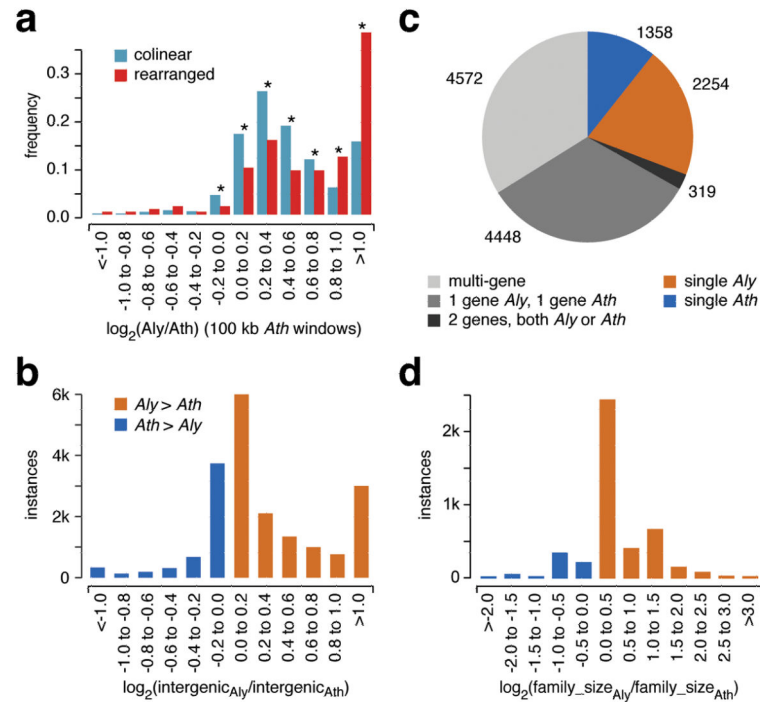 a
colinear
rearranged
frequency
0.3
0.2
0.1
0.0
* * * * * * *
<-1.0
-1.0 to -0.8
-0.8 to -0.6
-0.6 to -0.4
-0.4 to -0.2
-0.2 to 0.0
0.0 to 0.2
0.2 to 0.4
0.4 to 0.6
0.6 to 0.8
0.8 to 1.0
>1.0
log2(Aly/Ath) (100 kb Ath windows)
c
1358
2254
319
4448
4572
multi-gene
1 gene Aly, 1 gene Ath
2 genes, both Aly or Ath
single Aly
single Ath
b
Aly > Ath
Ath > Aly
instances
6k
4k
2k
0
<-1.0
-1.0 to -0.8
-0.8 to -0.6
-0.6 to -0.4
-0.4 to -0.2
-0.2 to 0.0
0.0 to 0.2
0.2 to 0.4
0.4 to 0.6
0.6 to 0.8
0.8 to 1.0
>1.0
log2(intergenicAly/intergenicAth)
d
instances
2k
1k
0
>-2.0
-2.0 to -1.5
-1.5 to -1.0
-1.0 to -0.5
-0.5 to 0.0
0.0 to 0.5
0.5 to 1.0
1.0 to 1.5
1.5 to 2.0
2.0 to 2.5
2.5 to 3.0
>3.0
log2(family_sizeAly/family_sizeAth)